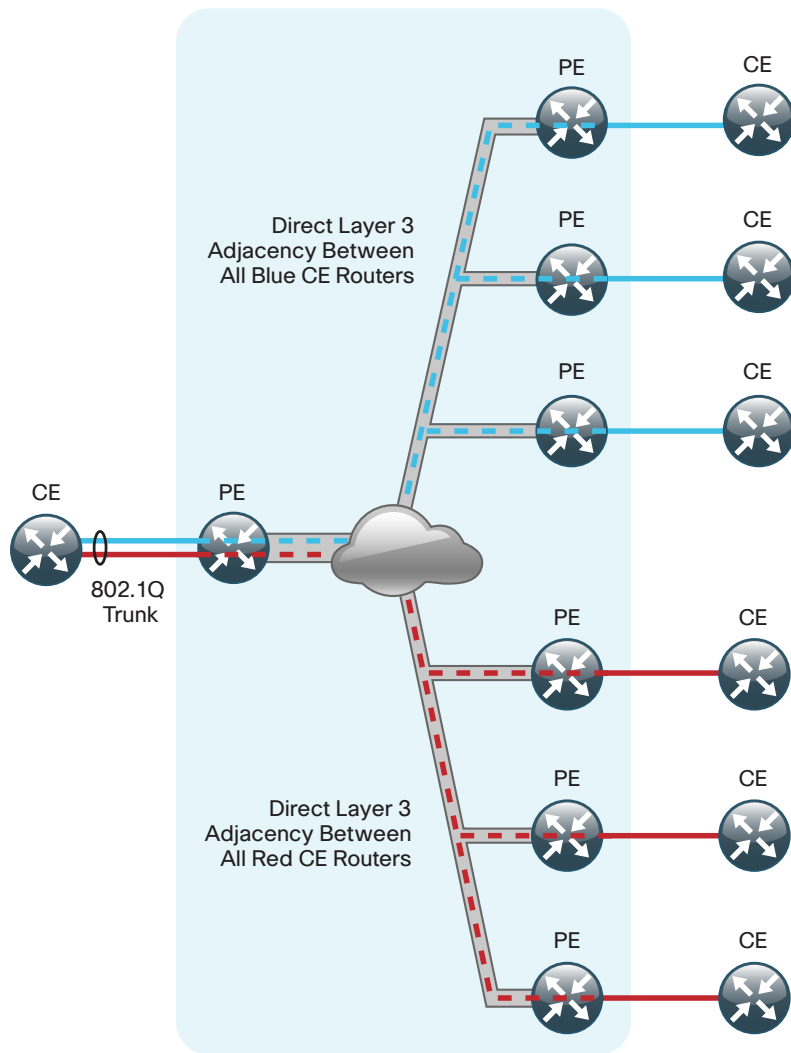 PE
CE
Direct Layer 3
Adjacency Between
All Blue CE Routers
PE
CE
PE
CE
CE
PE
802.1Q
Trunk
PE
CE
Direct Layer 3
Adjacency Between
All Red CE Routers
PE
CE
PE
CE